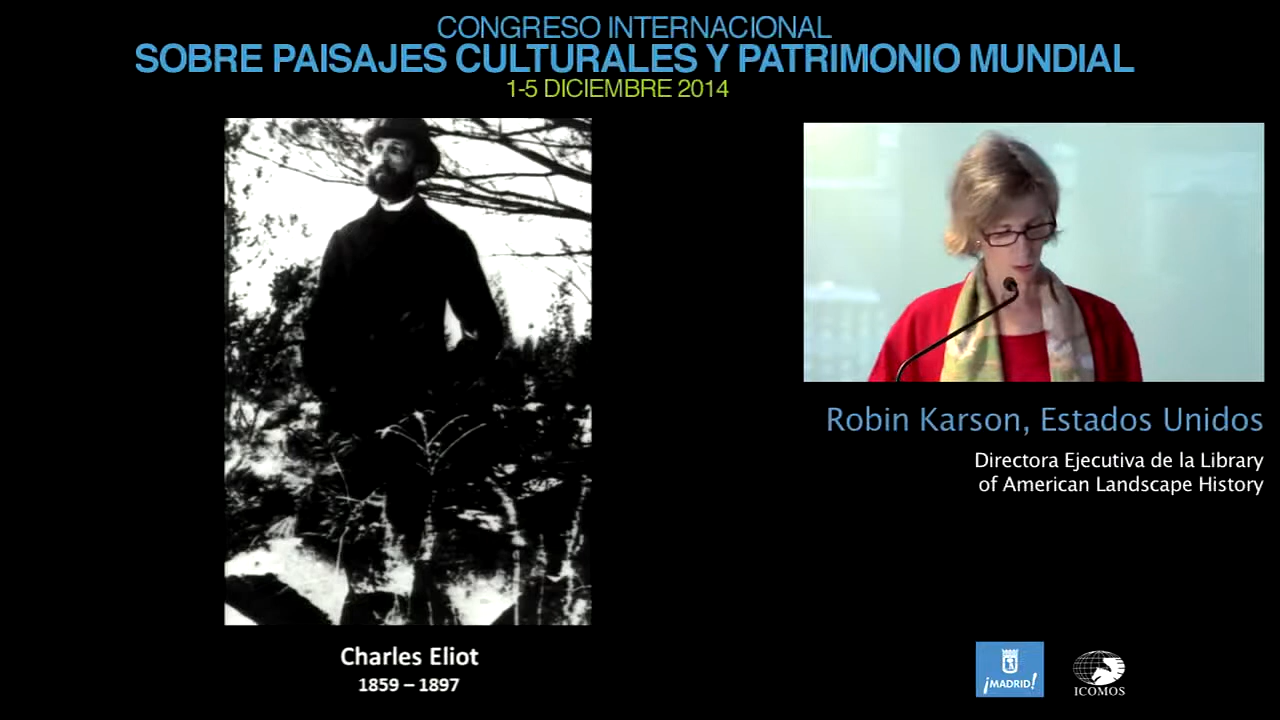 CONGRESO INTERNACIONAL
SOBRE PAISAJES CULTURALES Y PATRIMONIO MUNDIAL
1-5 DICIEMBRE 2014
Robin Karson, Estados Unidos
Directora Ejecutiva de la Library
of American Landscape History
Charles Eliot
1859 – 1897
¡MADRID!
ICOMOS